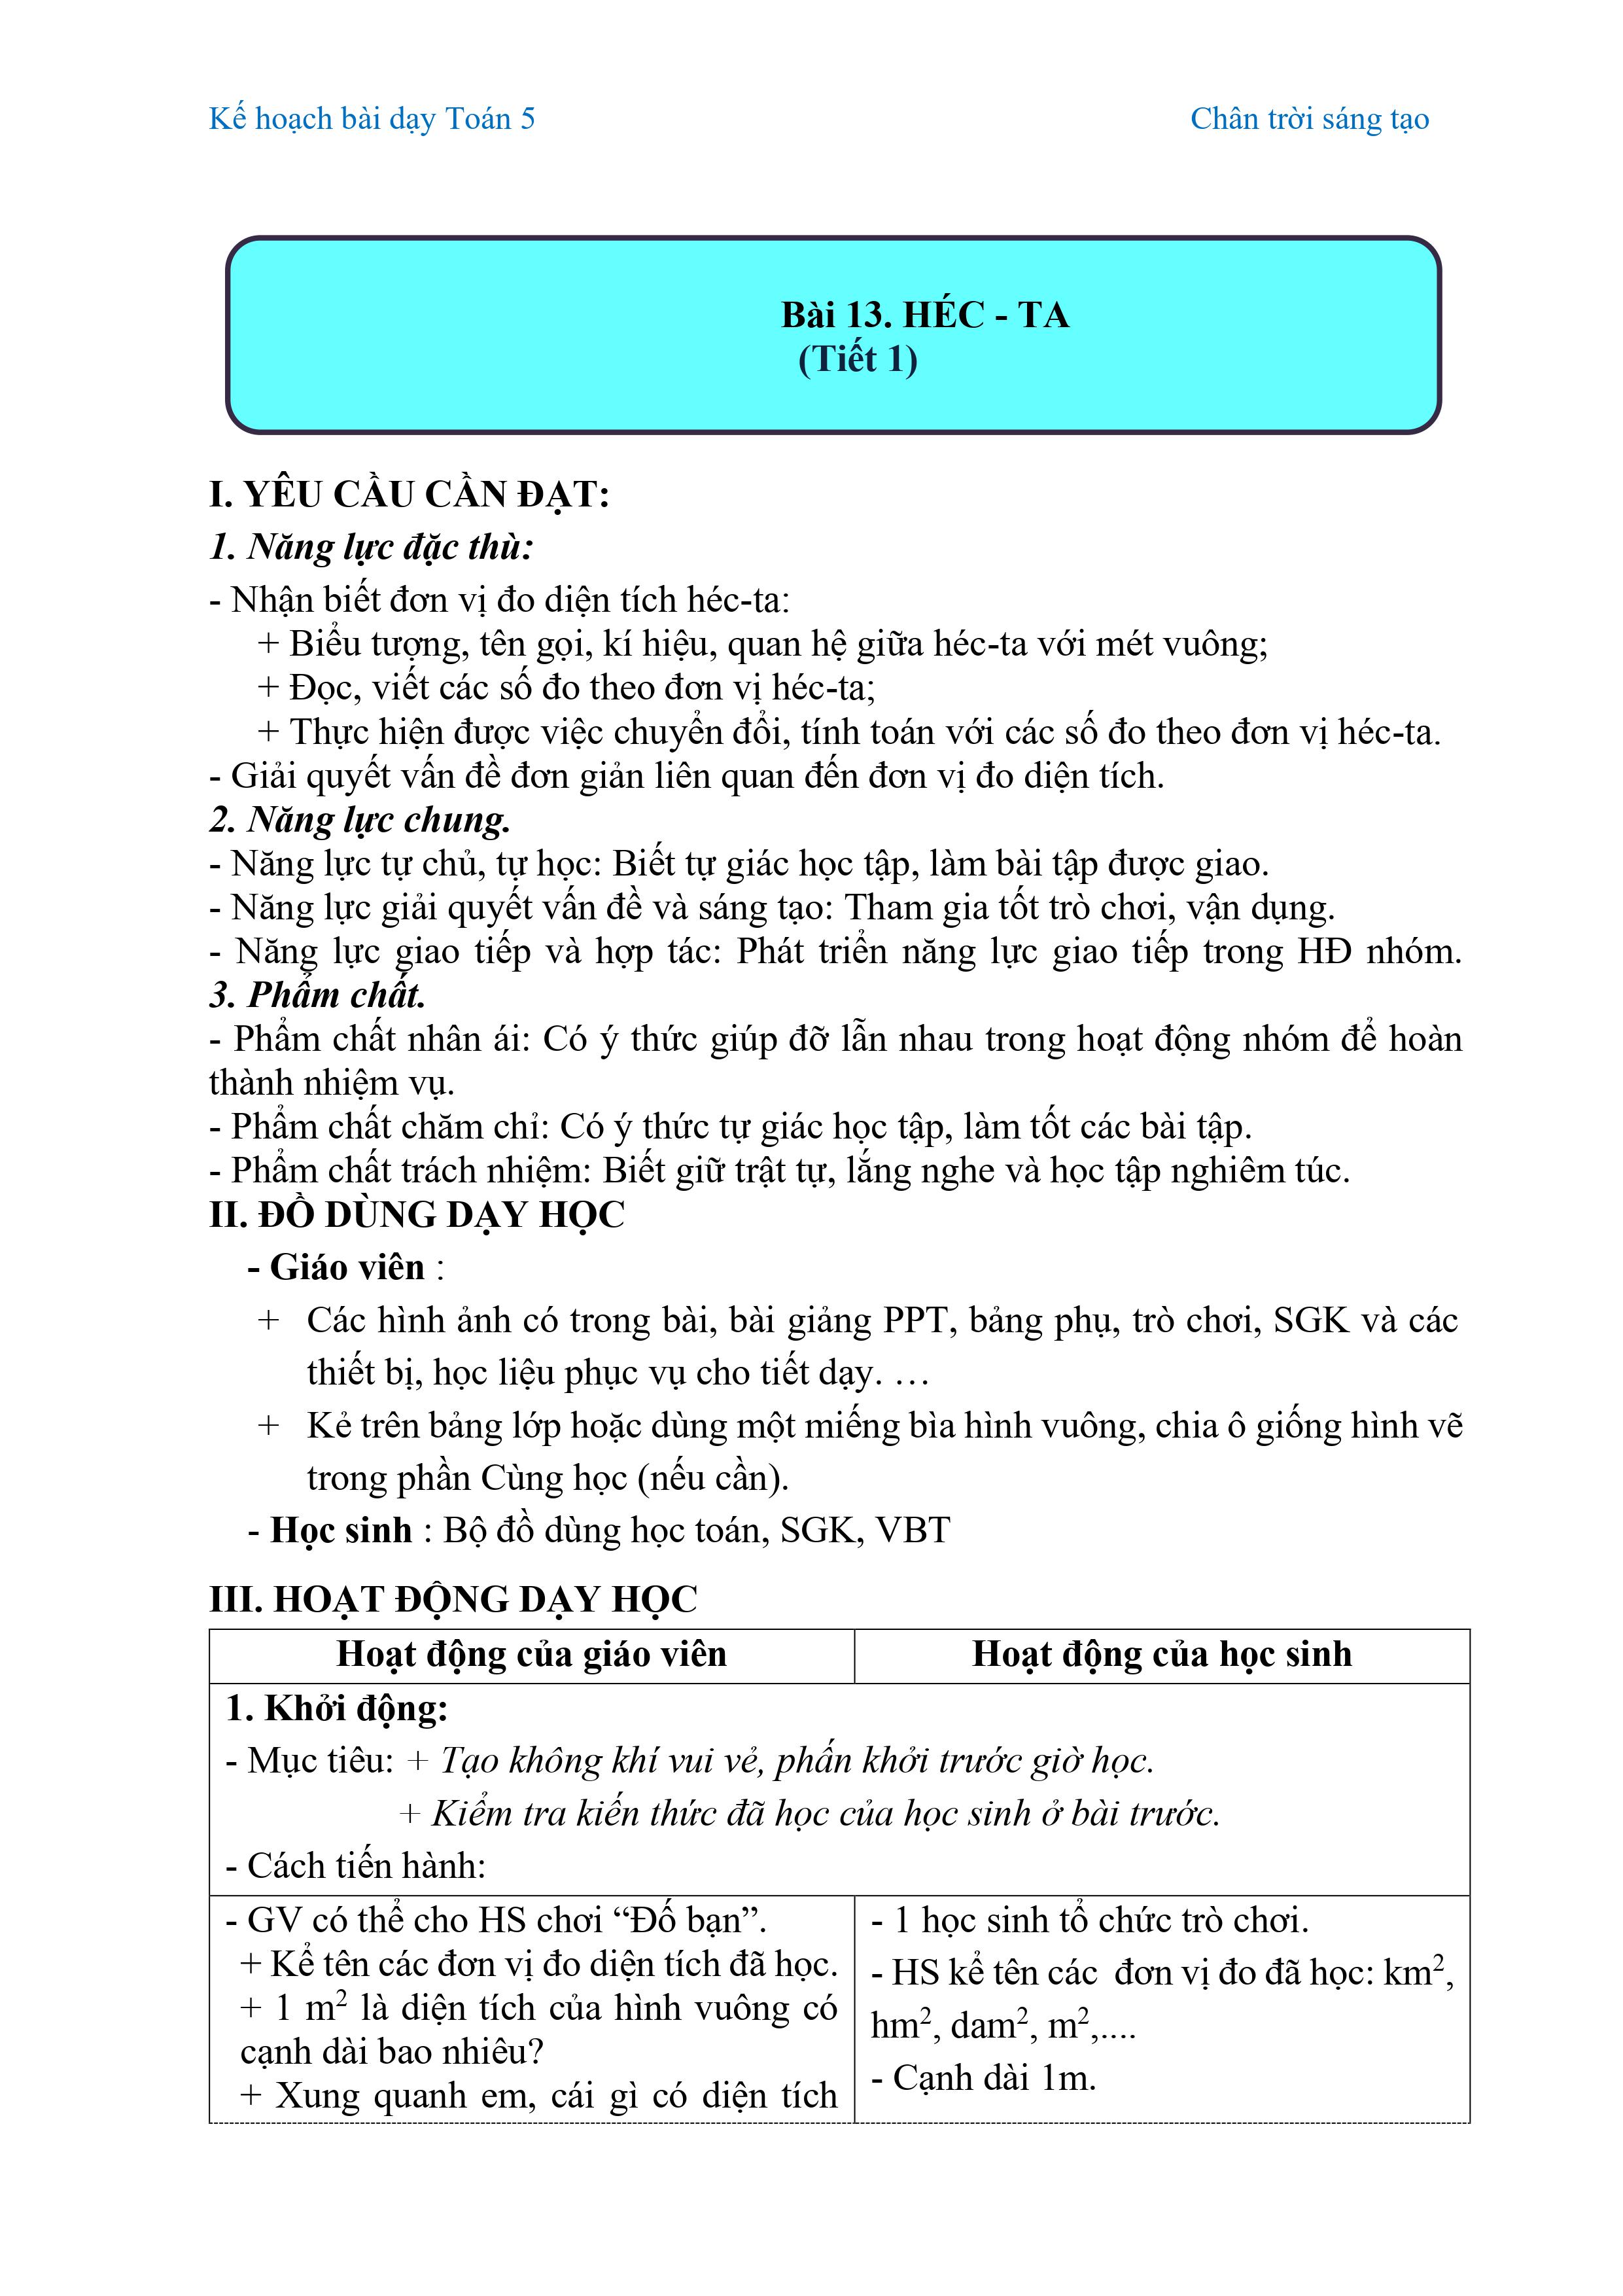 Kế hoạch bài dạy Toán 5 Chân trời sáng tạo
Bài 13. HÉC - TA
(Tiết 1)
I. YÊU CẦU CẦN ĐẠT:
1. Năng lực đặc thù:
- Nhận biết đơn vị đo diện tích héc-ta:
+ Biểu tượng, tên gọi, kí hiệu, quan hệ giữa héc-ta với mét vuông;
+ Đọc, viết các số đo theo đơn vị héc-ta;
+ Thực hiện được việc chuyển đổi, tính toán với các số đo theo đơn vị héc-ta.
- Giải quyết vấn đề đơn giản liên quan đến đơn vị đo diện tích.
2. Năng lực chung.
- Năng lực tự chủ, tự học: Biết tự giác học tập, làm bài tập được giao.
- Năng lực giải quyết vấn đề và sáng tạo: Tham gia tốt trò chơi, vận dụng.
- Năng lực giao tiếp và hợp tác: Phát triển năng lực giao tiếp trong HĐ nhóm.
3. Phẩm chất.
- Phẩm chất nhân ái: Có ý thức giúp đỡ lẫn nhau trong hoạt động nhóm để hoàn
thành nhiệm vụ.
- Phẩm chất chăm chỉ: Có ý thức tự giác học tập, làm tốt các bài tập.
- Phẩm chất trách nhiệm: Biết giữ trật tự, lắng nghe và học tập nghiêm túc.
II. ĐỒ DÙNG DẠY HỌC
- Giáo viên :
+ Các hình ảnh có trong bài, bài giảng PPT, bảng phụ, trò chơi, SGK và các
thiết bị, học liệu phục vụ cho tiết dạy. …
+ Kẻ trên bảng lớp hoặc dùng một miếng bìa hình vuông, chia ô giống hình vẽ
trong phần Cùng học (nếu cần).
- Học sinh : Bộ đồ dùng học toán, SGK, VBT
III. HOẠT ĐỘNG DẠY HỌC
Hoạt động của giáo viên Hoạt động của học sinh
1. Khởi động:
- Mục tiêu: + Tạo không khí vui vẻ, phấn khởi trước giờ học.
+ Kiểm tra kiến thức đã học của học sinh ở bài trước.
- Cách tiến hành:
- GV có thể cho HS chơi “Đố bạn”.
+ Kể tên các đơn vị đo diện tích đã học.
+ 1 m² là diện tích của hình vuông có
cạnh dài bao nhiêu?
+ Xung quanh em, cái gì có diện tích
- 1 học sinh tổ chức trò chơi.
- HS kể tên các đơn vị đo đã học: km²,
hm², dam², m²,....
- Cạnh dài 1m.